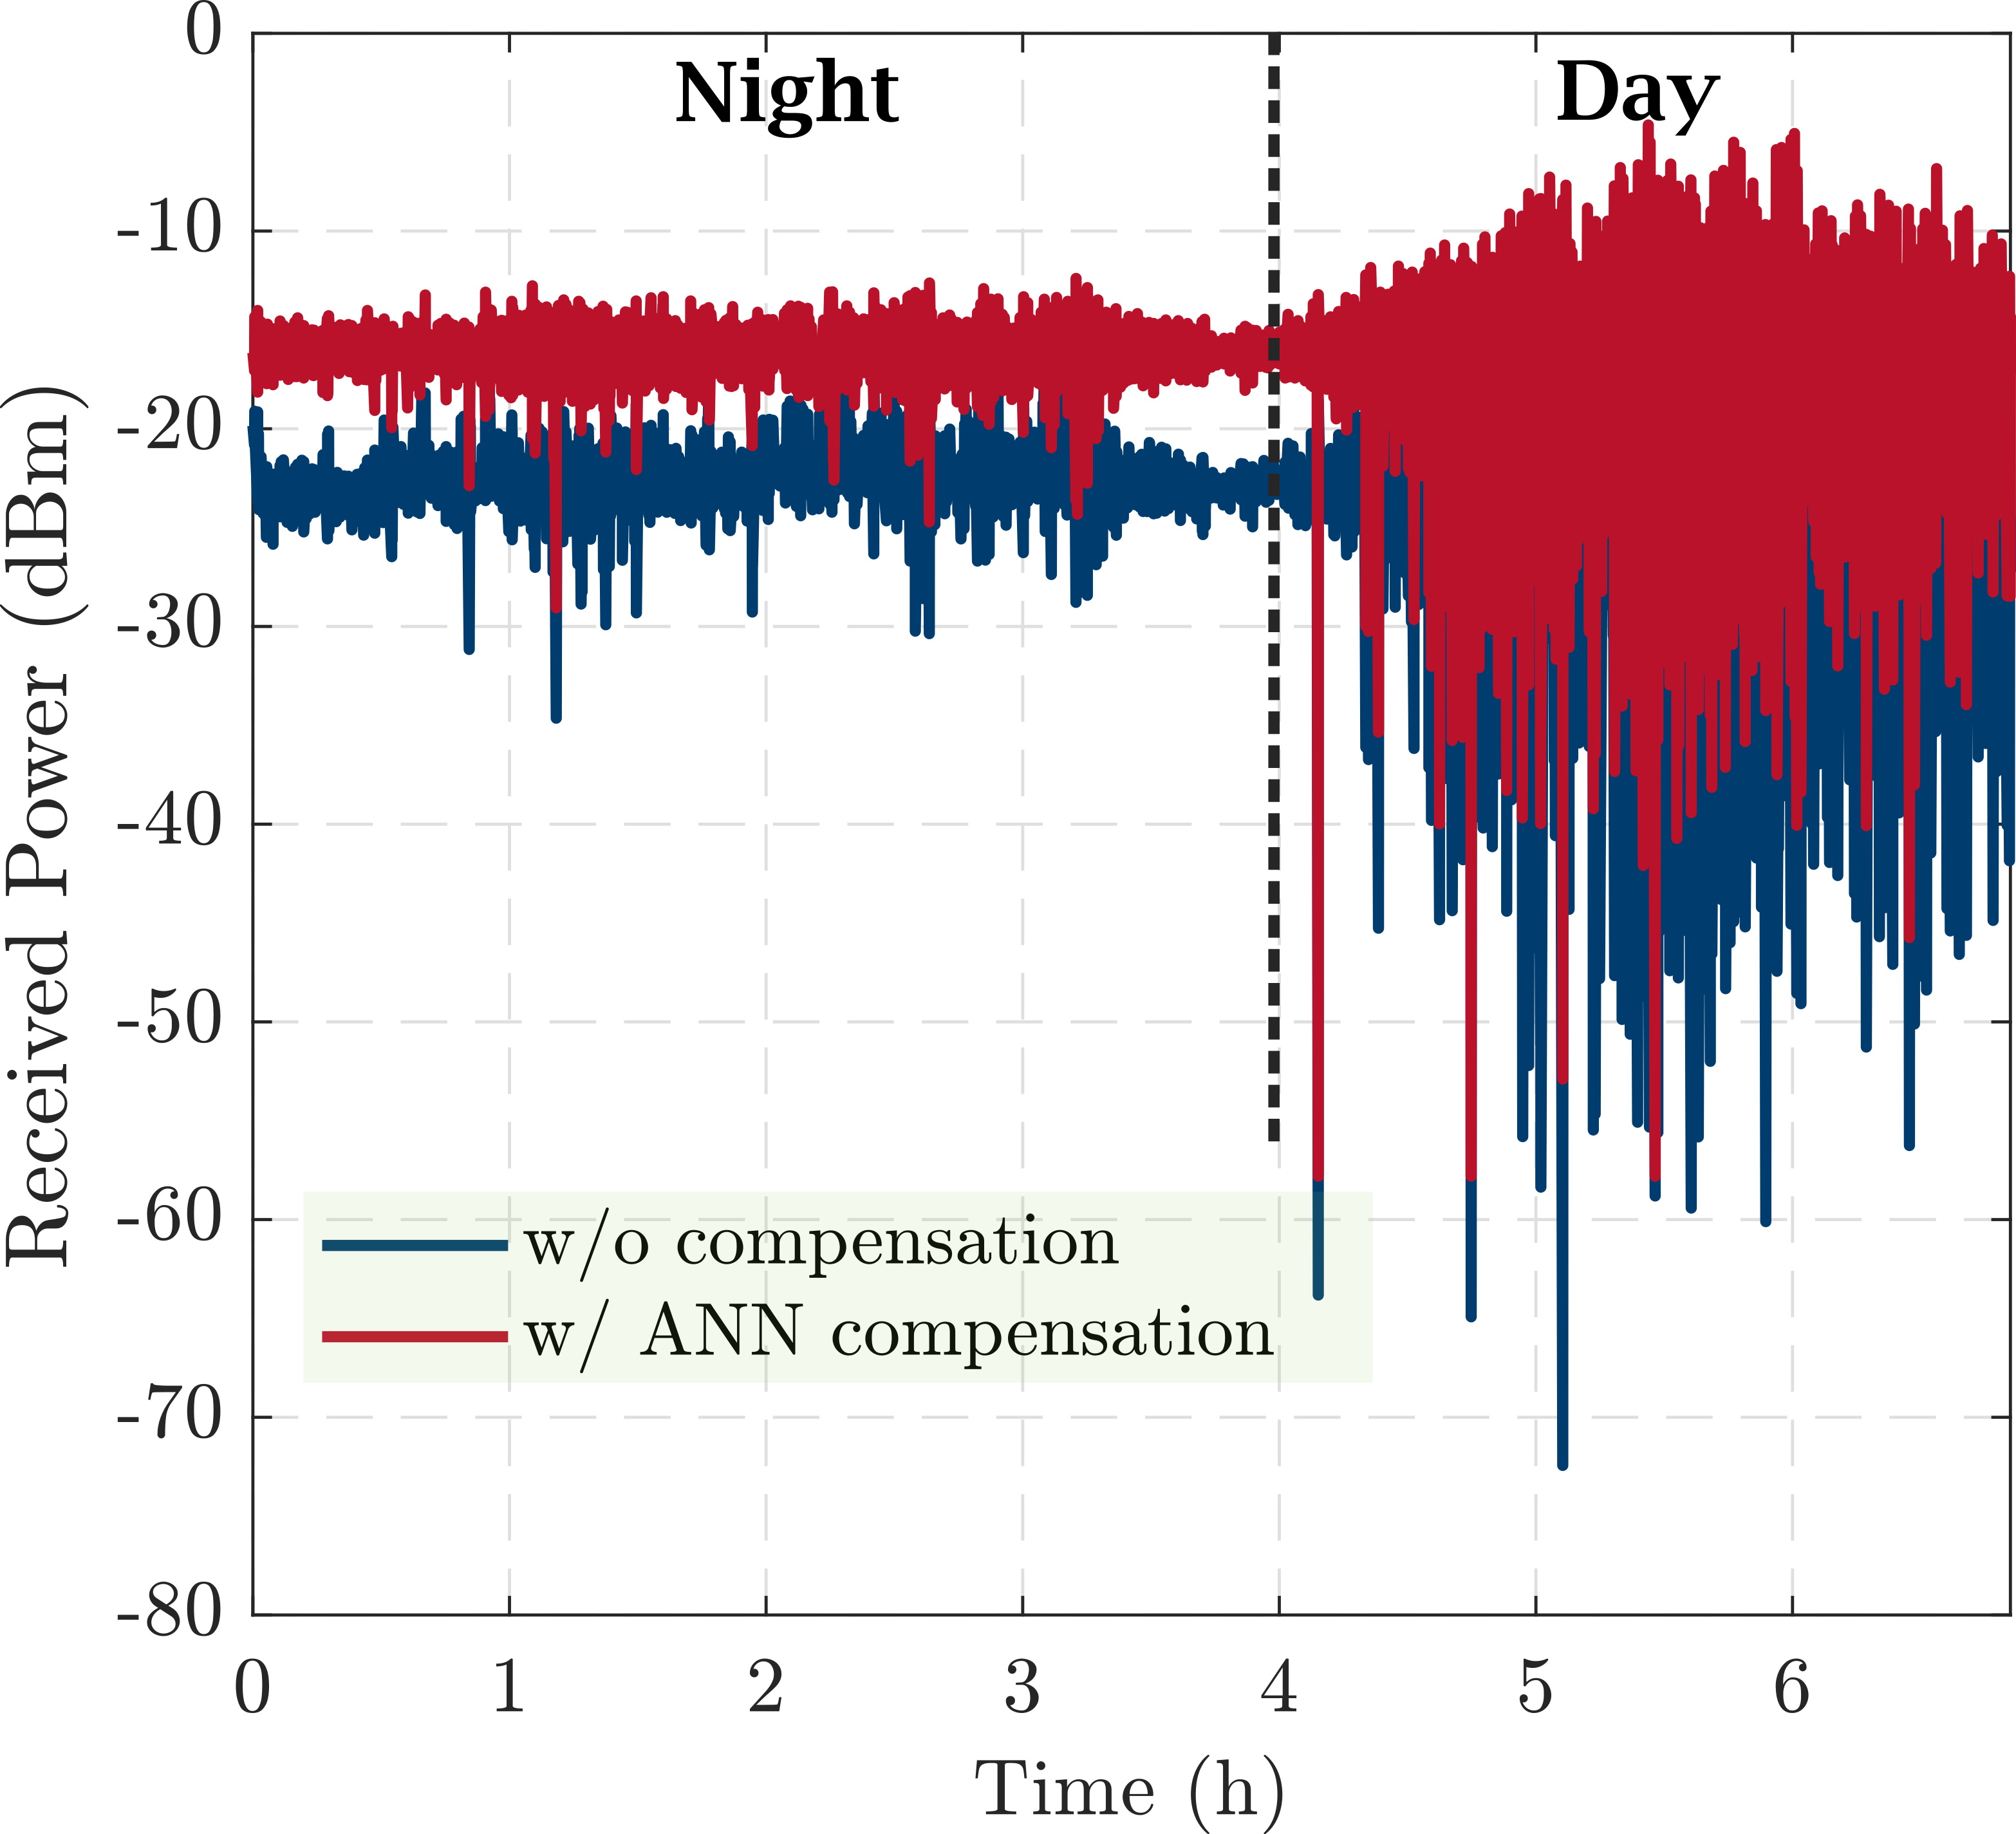 Night
Day
Received Power (dBm)
0
-10
-20
-30
-40
-50
-60
-70
-80
w/o compensation
w/ ANN compensation
0 1 2 3 4 5 6
Time (h)